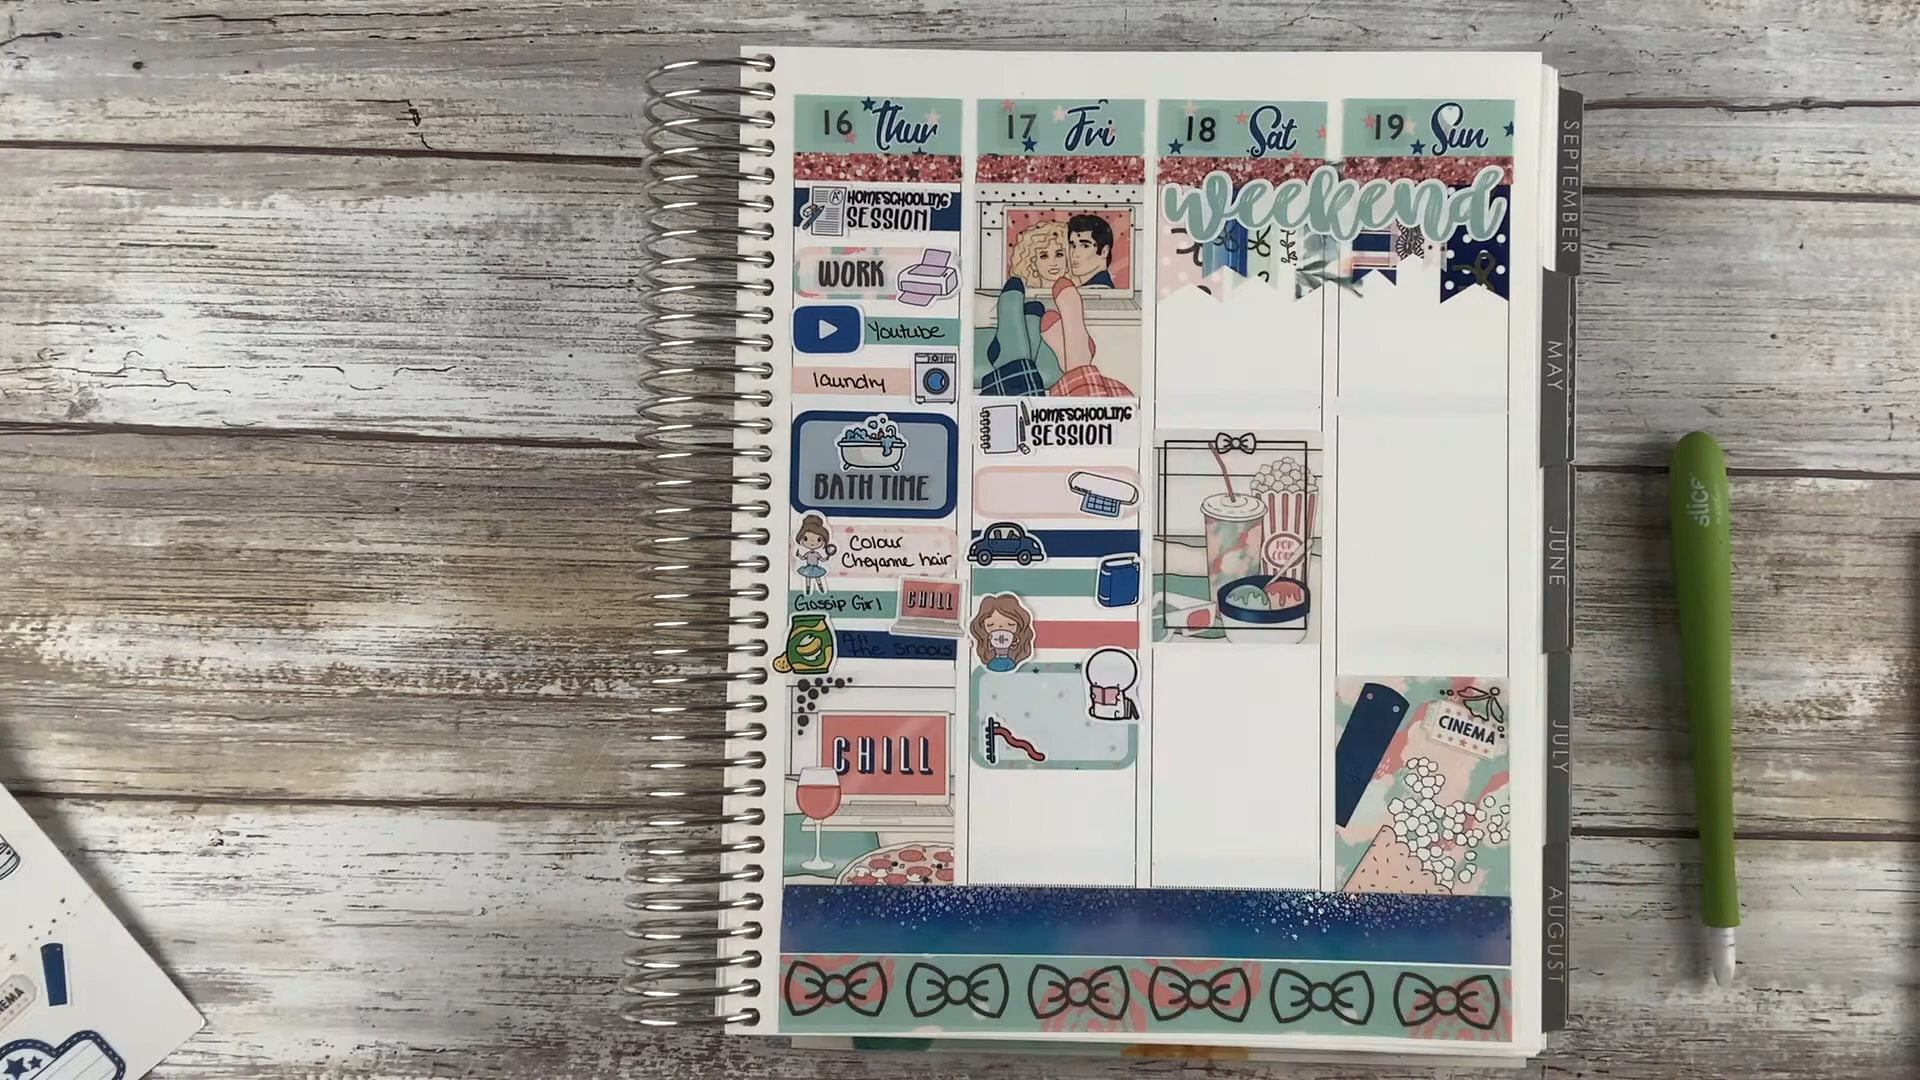 16 Thur
17 Fri
18 Sat
19 Sun
weekend
HOMESCHOOLING
SESSION
WORK
Youtube
laundry
BATH TIME
Colour
Cheyanne hair
Gossip Girl
CHILL
All
the snacks
CHILL
HOMESCHOOLING
SESSION
POP
CORN
CINEMA
SEPTEMBER
MAY
JUNE
JULY
AUGUST
slice